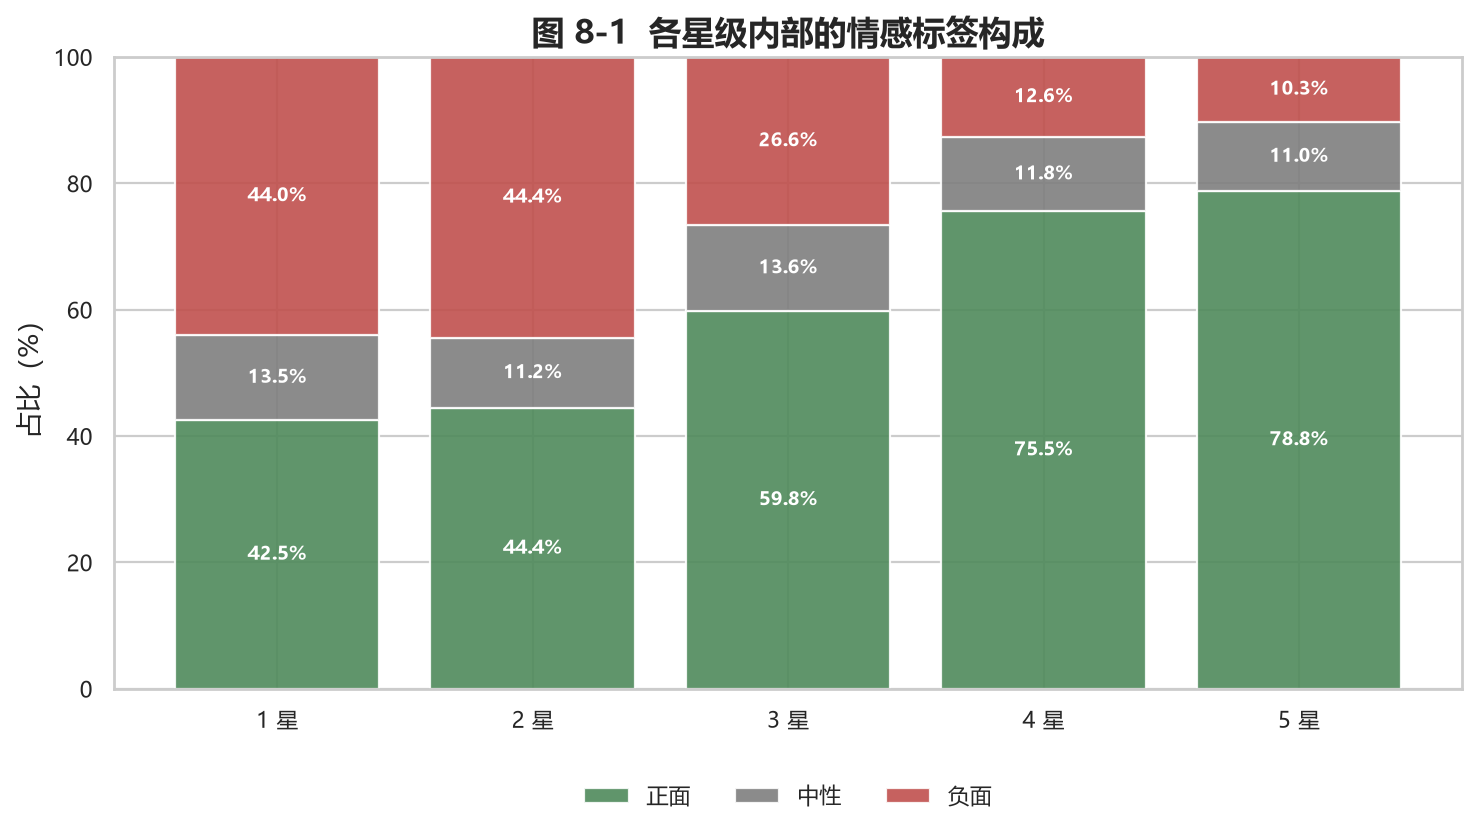 图 8-1 各星级内部的情感标签构成
占比（%）
100
80
60
40
20
0
44.0%
44.4%
26.6%
12.6%
10.3%
13.5%
11.2%
13.6%
11.8%
11.0%
42.5%
44.4%
59.8%
75.5%
78.8%
1 星
2 星
3 星
4 星
5 星
正面
中性
负面